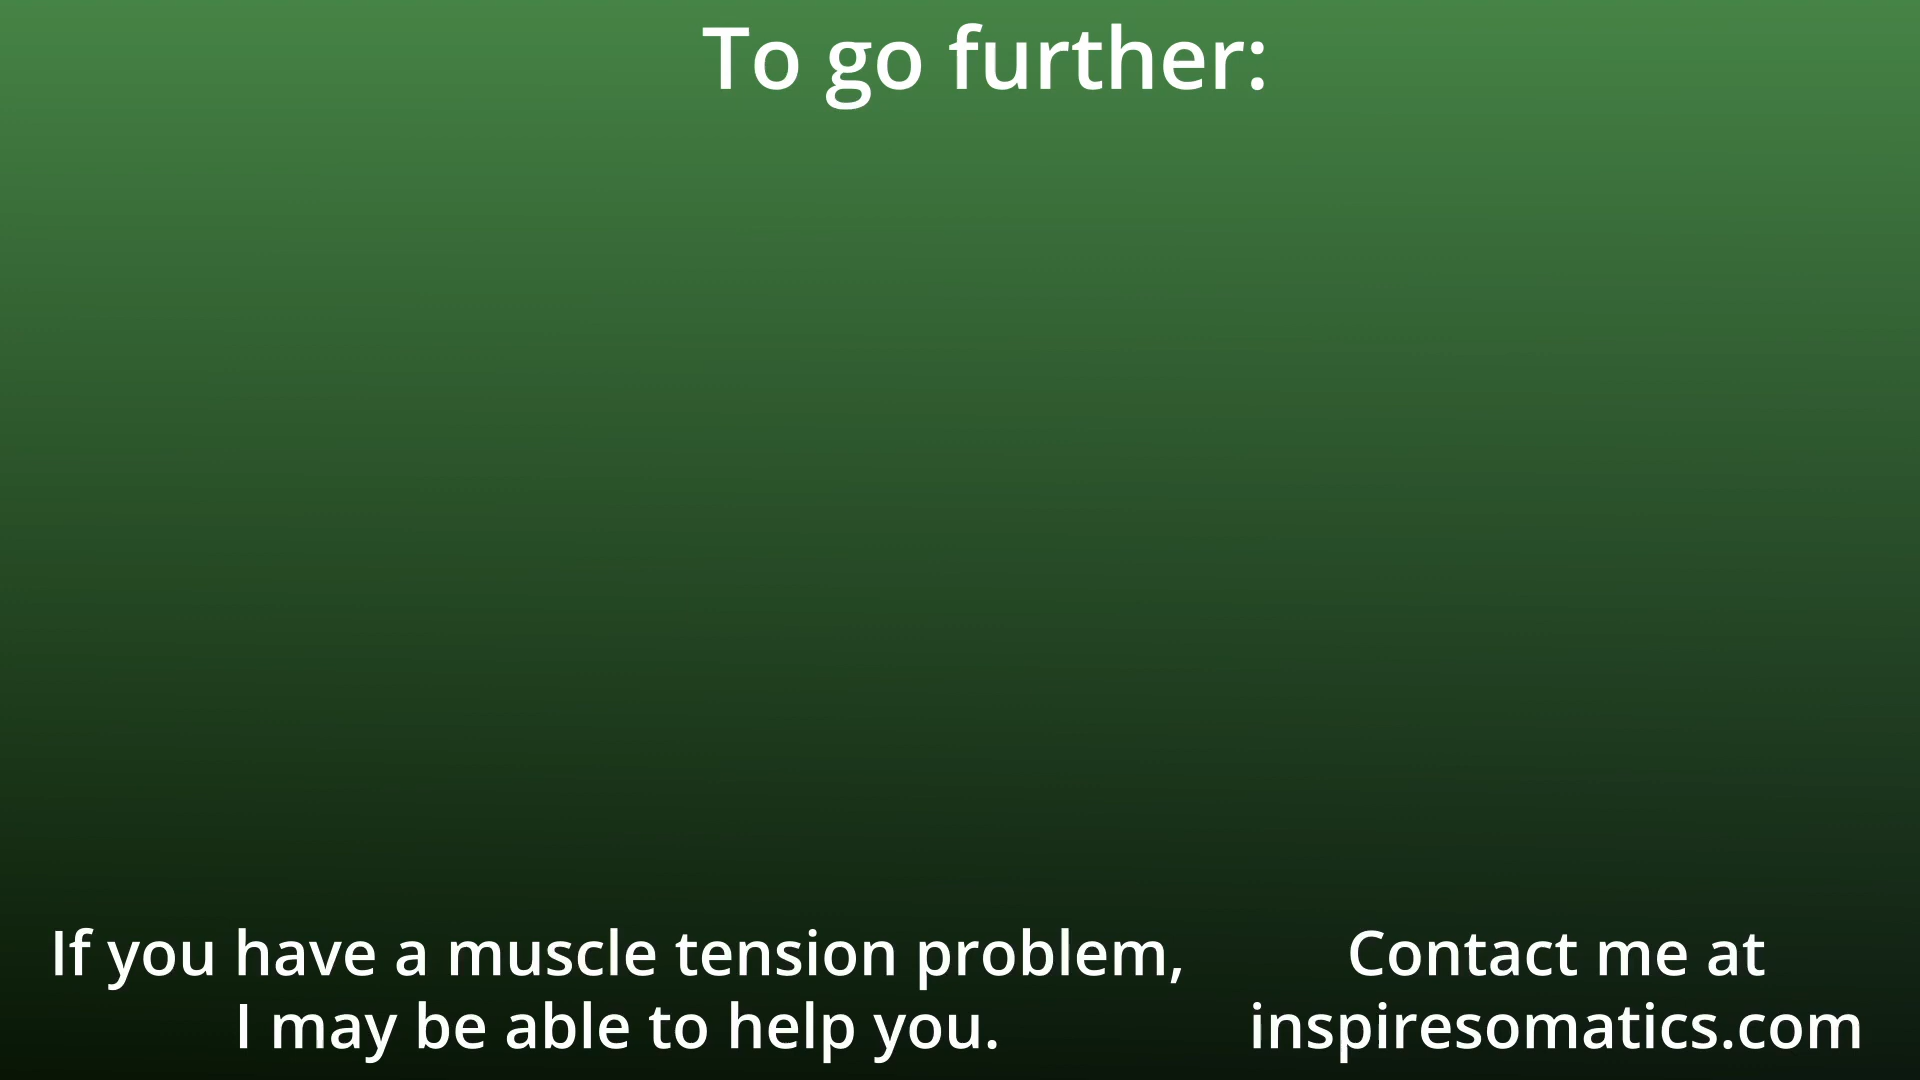 To go further:
If you have a muscle tension problem,
I may be able to help you.
Contact me at
inspiresomatics.com